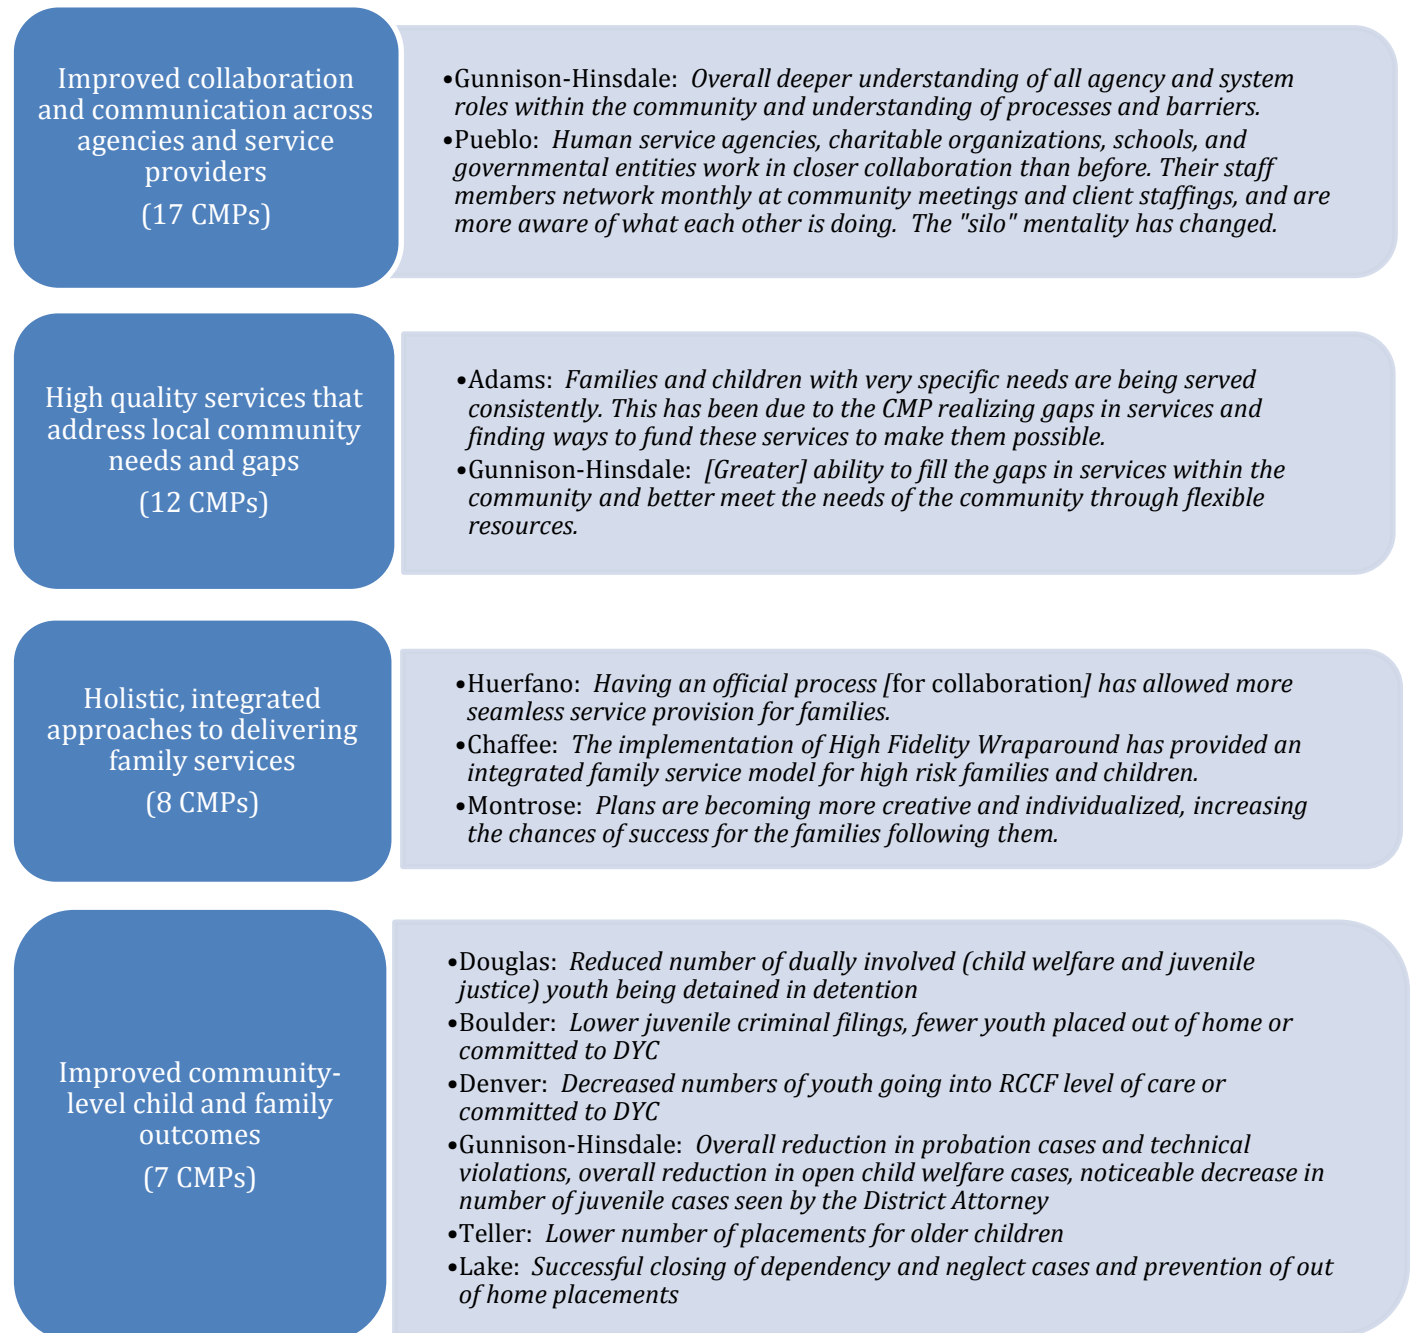 Improved collaboration
and communication across
agencies and service
providers
(17 CMPs)
•Gunnison-Hinsdale: Overall deeper understanding of all agency and system
roles within the community and understanding of processes and barriers.
•Pueblo: Human service agencies, charitable organizations, schools, and
governmental entities work in closer collaboration than before. Their staff
members network monthly at community meetings and client staffings, and are
more aware of what each other is doing. The "silo" mentality has changed.
High quality services that
address local community
needs and gaps
(12 CMPs)
•Adams: Families and children with very specific needs are being served
consistently. This has been due to the CMP realizing gaps in services and
finding ways to fund these services to make them possible.
•Gunnison-Hinsdale: [Greater] ability to fill the gaps in services within the
community and better meet the needs of the community through flexible
resources.
Holistic, integrated
approaches to delivering
family services
(8 CMPs)
•Huerfano: Having an official process [for collaboration] has allowed more
seamless service provision for families.
•Chaffee: The implementation of High Fidelity Wraparound has provided an
integrated family service model for high risk families and children.
•Montrose: Plans are becoming more creative and individualized, increasing
the chances of success for the families following them.
Improved community-
level child and family
outcomes
(7 CMPs)
•Douglas: Reduced number of dually involved (child welfare and juvenile
justice) youth being detained in detention
•Boulder: Lower juvenile criminal filings, fewer youth placed out of home or
committed to DYC
•Denver: Decreased numbers of youth going into RCCF level of care or
committed to DYC
•Gunnison-Hinsdale: Overall reduction in probation cases and technical
violations, overall reduction in open child welfare cases, noticeable decrease in
number of juvenile cases seen by the District Attorney
•Teller: Lower number of placements for older children
•Lake: Successful closing of dependency and neglect cases and prevention of out
of home placements